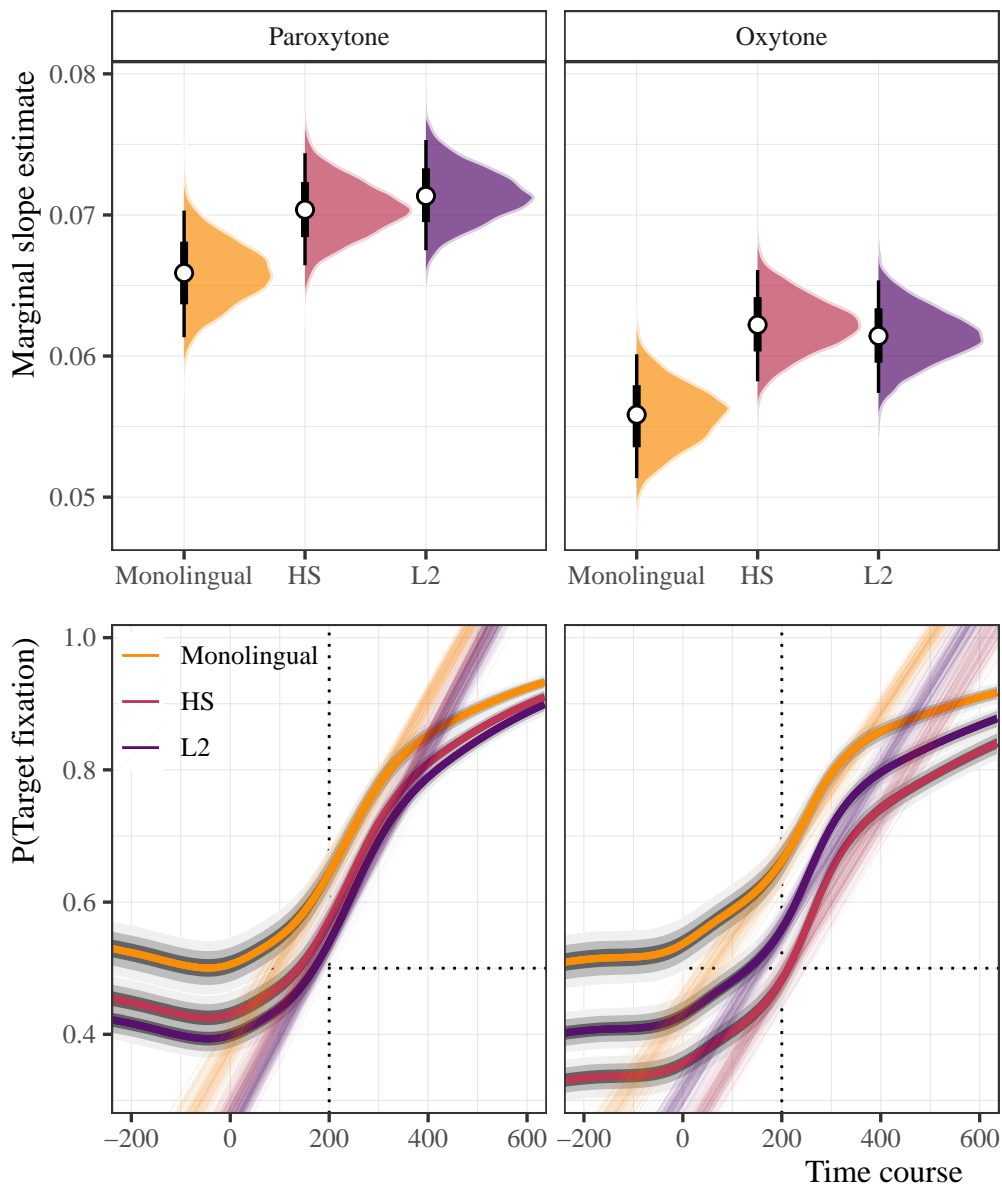 Paroxytone
Oxytone
Marginal slope estimate
0.08
0.07
0.06
0.05
Monolingual HS L2
Monolingual HS L2
P(Target fixation)
1.0
0.8
0.6
0.4
Monolingual
HS
L2
−200 0 200 400 600
−200 0 200 400 600
Time course